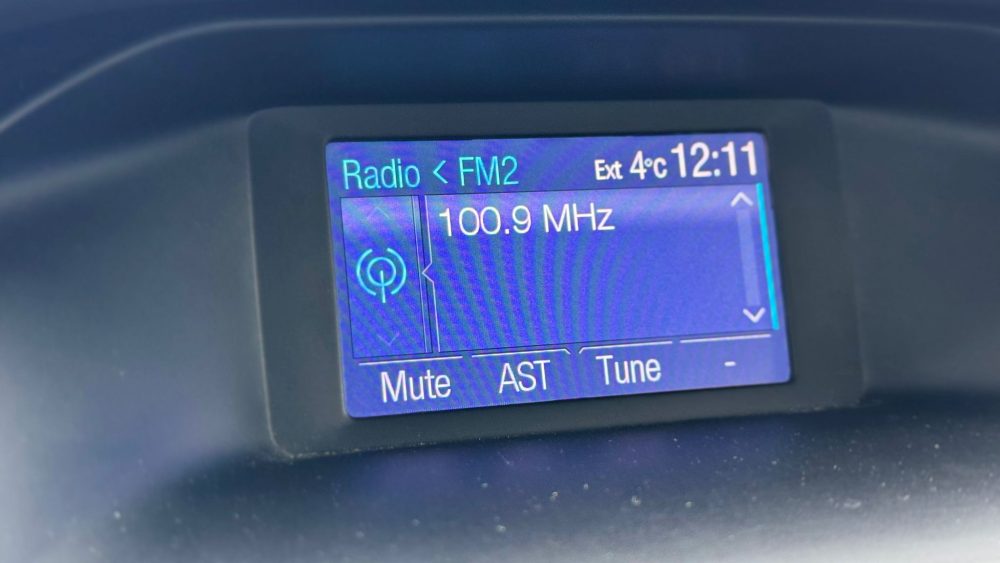 Radio < FM2 Ext 4°C 12:11
100.9 MHz
Mute AST Tune -